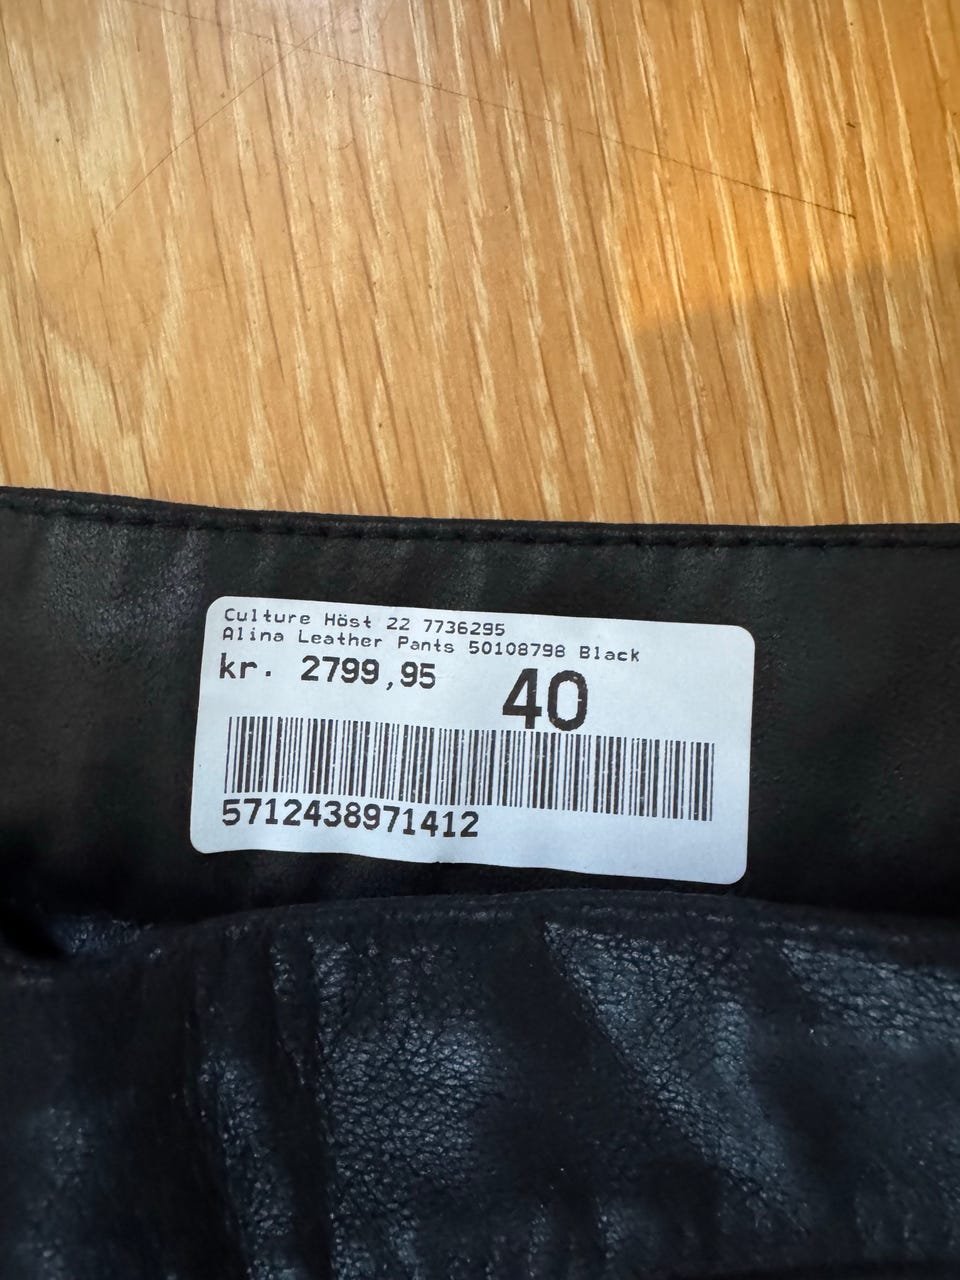 Culture Höst 22 7736295
Alina Leather Pants 50108798 Black
kr. 2799,95
40
5712438971412